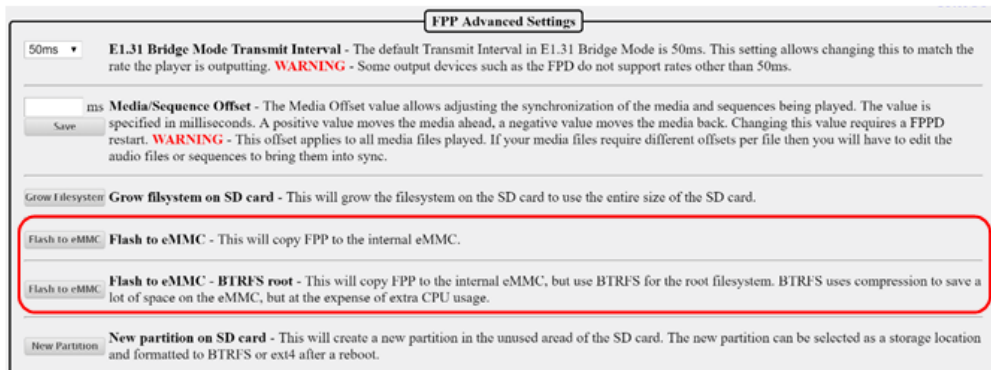 FPP Advanced Settings
50ms E1.31 Bridge Mode Transmit Interval - The default Transmit Interval in E1.31 Bridge Mode is 50ms. This setting allows changing this to match the
rate the player is outputting. WARNING - Some output devices such as the FPD do not support rates other than 50ms.
ms Media/Sequence Offset - The Media Offset value allows adjusting the synchronization of the media and sequences being played. The value is
Save specified in milliseconds. A positive value moves the media ahead, a negative value moves the media back. Changing this value requires a FPPD
restart. WARNING - This offset applies to all media files played. If your media files require different offsets per file then you will have to edit the
audio files or sequences to bring them into sync.
Grow Filesystem Grow filsystem on SD card - This will grow the filesystem on the SD card to use the entire size of the SD card.
Flash to eMMC Flash to eMMC - This will copy FPP to the internal eMMC.
Flash to eMMC - BTRFS root - This will copy FPP to the internal eMMC, but use BTRFS for the root filesystem. BTRFS uses compression to save a
Flash to eMMC lot of space on the eMMC, but at the expense of extra CPU usage.
New Partition New partition on SD card - This will create a new partition in the unused aread of the SD card. The new partition can be selected as a storage location
and formatted to BTRFS or ext4 after a reboot.